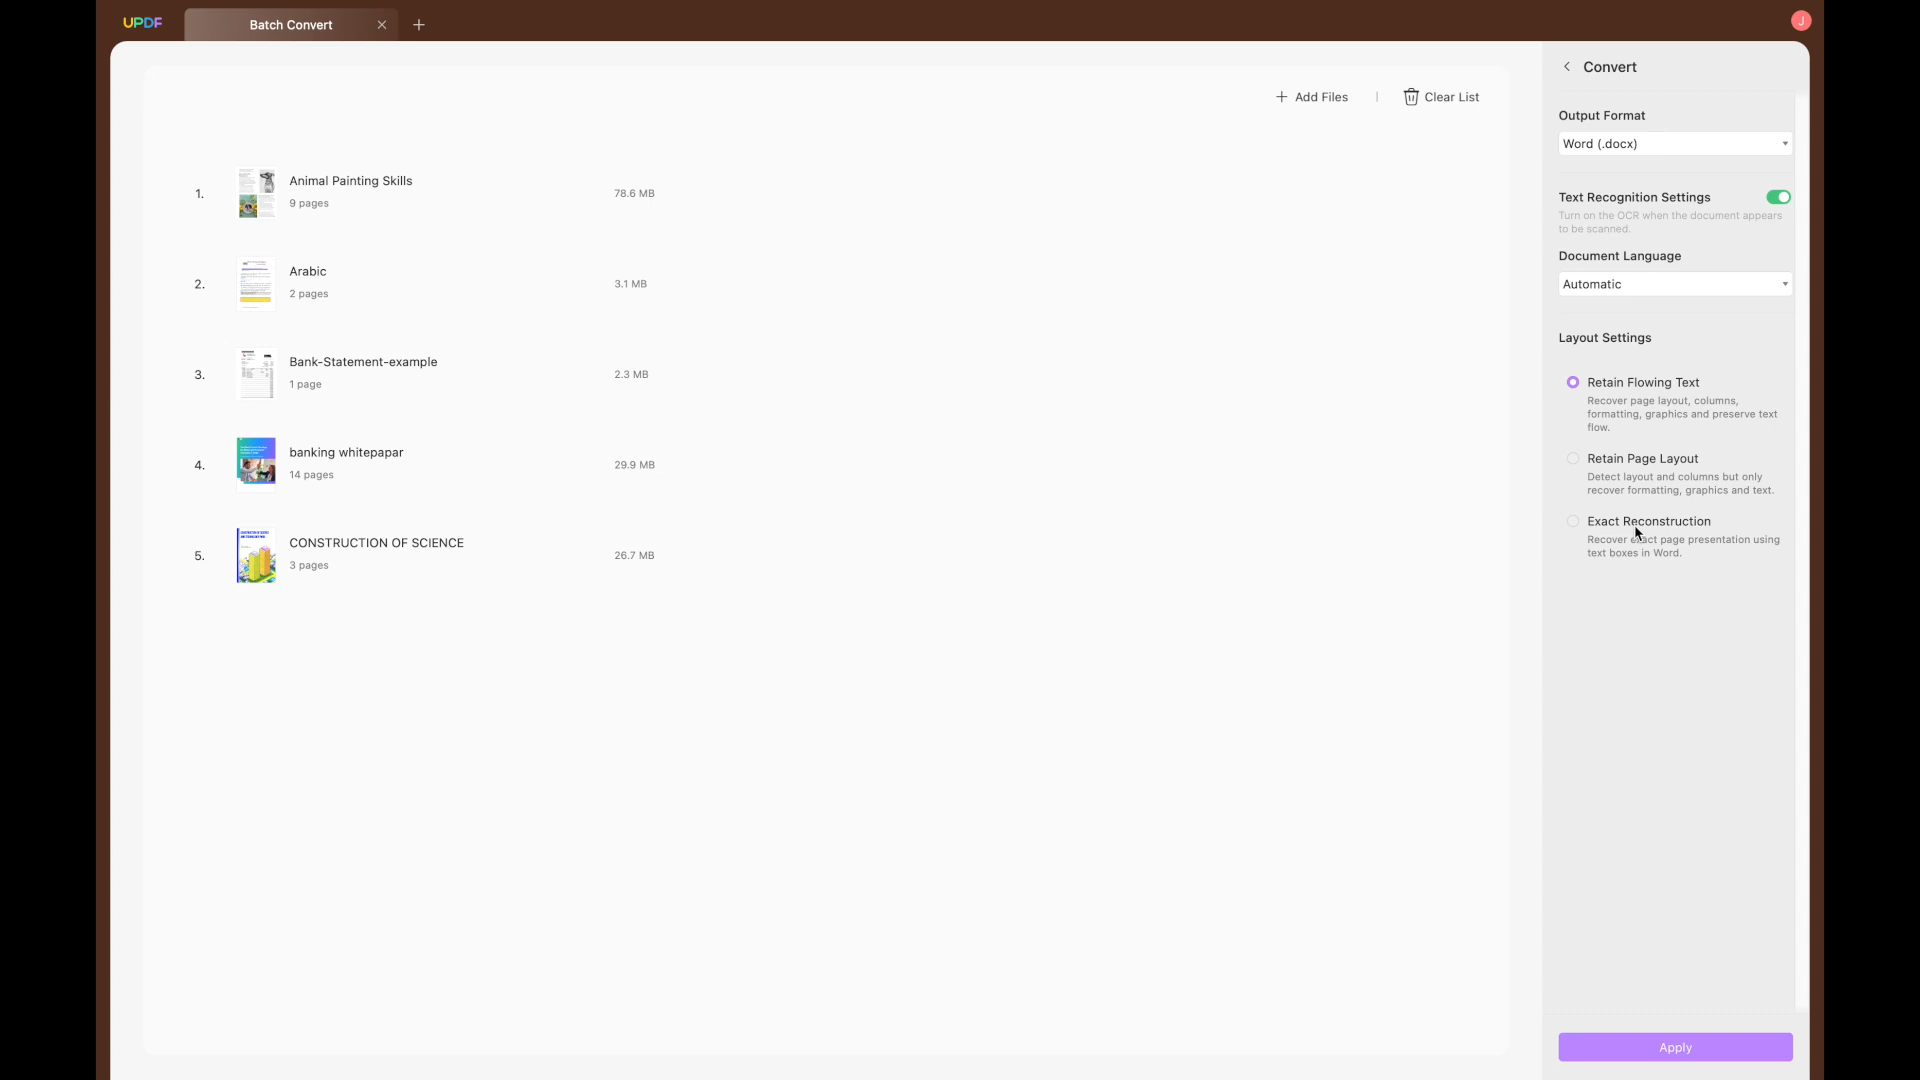 UPDF
Batch Convert
J
Convert
Add Files
Clear List
Output Format
Word (.docx)
1.
Animal Painting Skills
9 pages
78.6 MB
Text Recognition Settings
Turn on the OCR when the document appears
to be scanned.
Document Language
Automatic
2.
Arabic
2 pages
3.1 MB
Layout Settings
3.
Bank-Statement-example
1 page
2.3 MB
Retain Flowing Text
Recover page layout, columns,
formatting, graphics and preserve text
flow.
4.
banking whitepapar
14 pages
29.9 MB
Retain Page Layout
Detect layout and columns but only
recover formatting, graphics and text.
5.
CONSTRUCTION OF SCIENCE
3 pages
26.7 MB
Exact Reconstruction
Recover exact page presentation using
text boxes in Word.
Apply